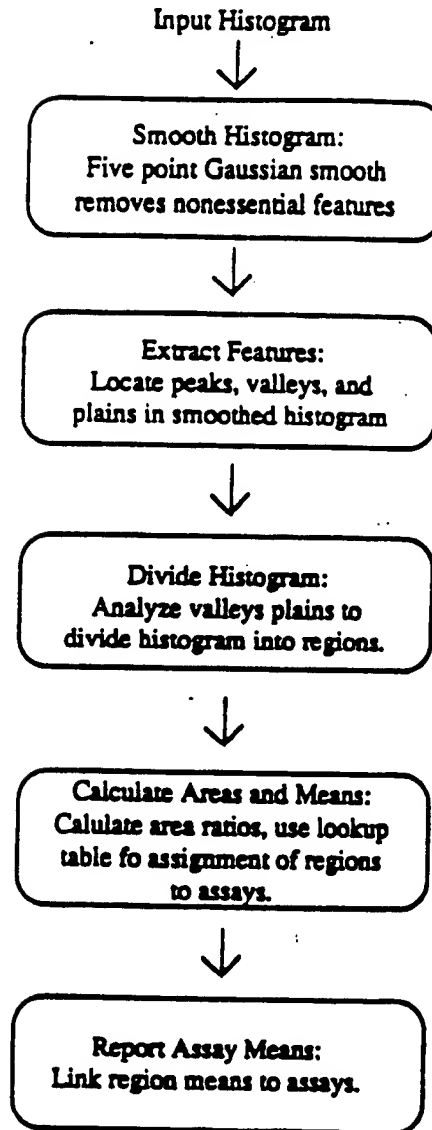 Input Histogram
Smooth Histogram:
Five point Gaussian smooth
removes nonessential features
Extract Features:
Locate peaks, valleys, and
plains in smoothed histogram
Divide Histogram:
Analyze valleys plains to
divide histogram into regions.
Calculate Areas and Means:
Calulate area ratios, use lookup
table fo assignment of regions
to assays.
Report Assay Means:
Link region means to assays.